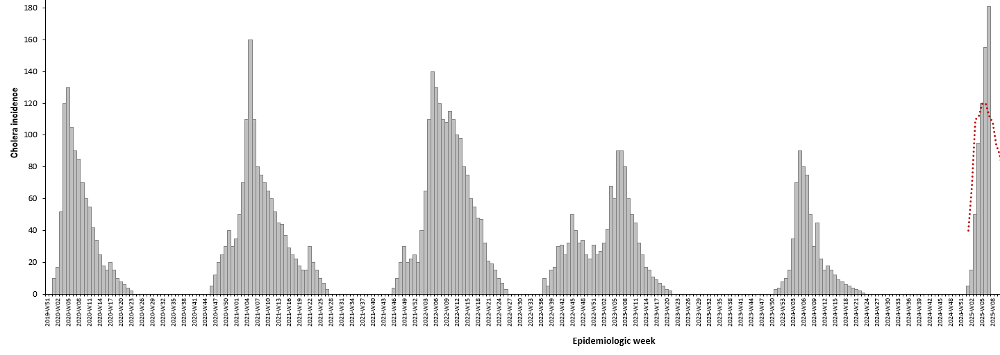 180
160
140
120
100
80
60
40
20
0
Cholera incidence
2019-W51
2020-W02
2020-W05
2020-W08
2020-W11
2020-W14
2020-W17
2020-W20
2020-W23
2020-W26
2020-W29
2020-W32
2020-W35
2020-W38
2020-W41
2020-W44
2020-W47
2020-W50
2021-W01
2021-W04
2021-W07
2021-W10
2021-W13
2021-W16
2021-W19
2021-W22
2021-W25
2021-W28
2021-W31
2021-W34
2021-W37
2021-W40
2021-W43
2021-W46
2021-W49
2021-W52
2022-W03
2022-W06
2022-W09
2022-W12
2022-W15
2022-W18
2022-W21
2022-W24
2022-W27
2022-W30
2022-W33
2022-W36
2022-W39
2022-W42
2022-W45
2022-W48
2022-W51
2023-W02
2023-W05
2023-W08
2023-W11
2023-W14
2023-W17
2023-W20
2023-W23
2023-W26
2023-W29
2023-W32
2023-W35
2023-W38
2023-W41
2023-W44
2023-W47
2023-W50
2023-W53
2024-W03
2024-W06
2024-W09
2024-W12
2024-W15
2024-W18
2024-W21
2024-W24
2024-W27
2024-W30
2024-W33
2024-W36
2024-W39
2024-W42
2024-W45
2024-W48
2024-W51
2025-W02
2025-W05
2025-W08
Epidemiologic week